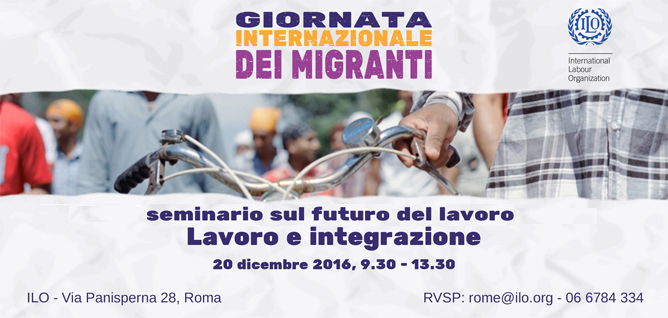 GIORNATA
INTERNAZIONALE
DEI MIGRANTI
ILO
International
Labour
Organization
seminario sul futuro del lavoro
Lavoro e integrazione
20 dicembre 2016, 9.30 - 13.30
ILO - Via Panisperna 28, Roma
RVSP: rome@ilo.org - 06 6784 334